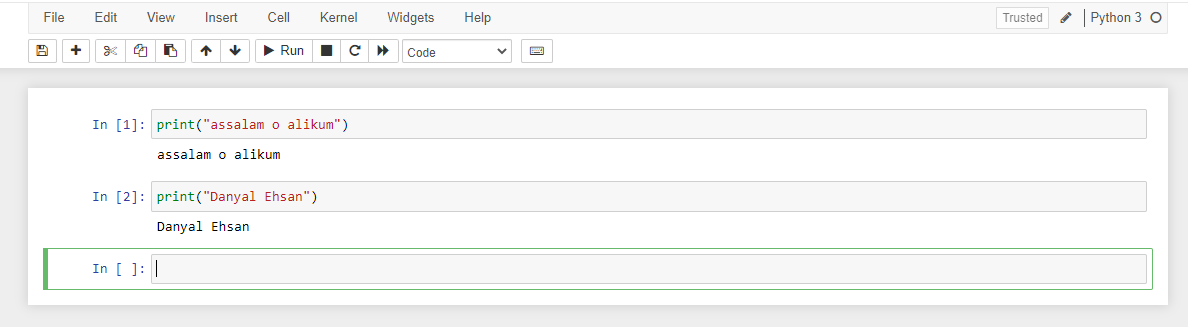 File Edit View Insert Cell Kernel Widgets Help Trusted Python 3
Run Code
In [1]: print("assalam o alikum")
assalam o alikum
In [2]: print("Danyal Ehsan")
Danyal Ehsan
In [ ]: